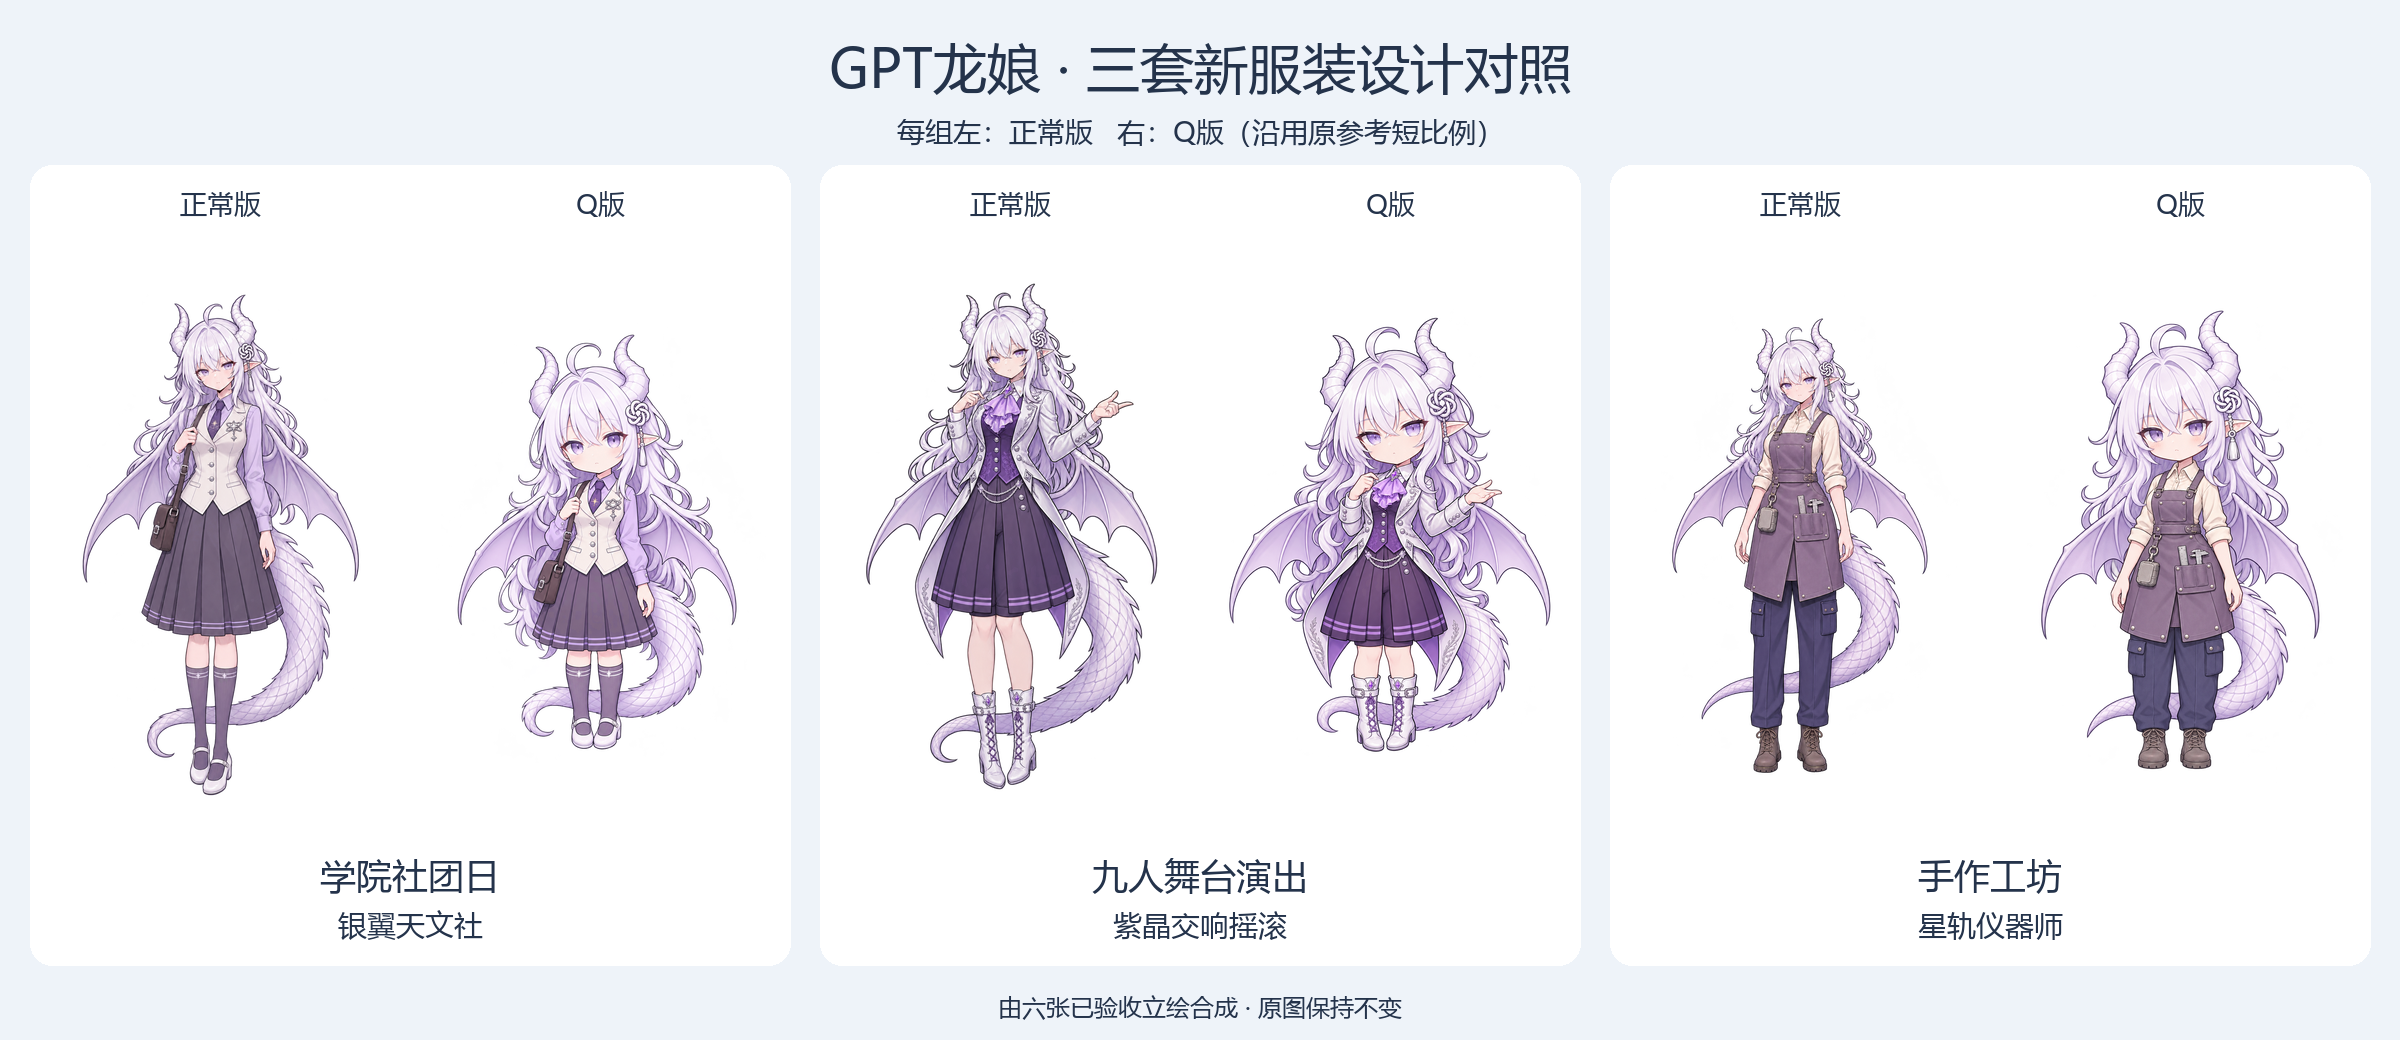 GPT龙娘 · 三套新服装设计对照
每组左：正常版 右：Q版（沿用原参考短比例）
正常版
Q版
学院社团日
银翼天文社
正常版
Q版
九人舞台演出
紫晶交响摇滚
正常版
Q版
手作工坊
星轨仪器师
由六张已验收立绘合成 · 原图保持不变